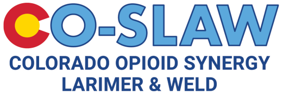 CO-SLAW
COLORADO OPIOID SYNERGY
LARIMER & WELD